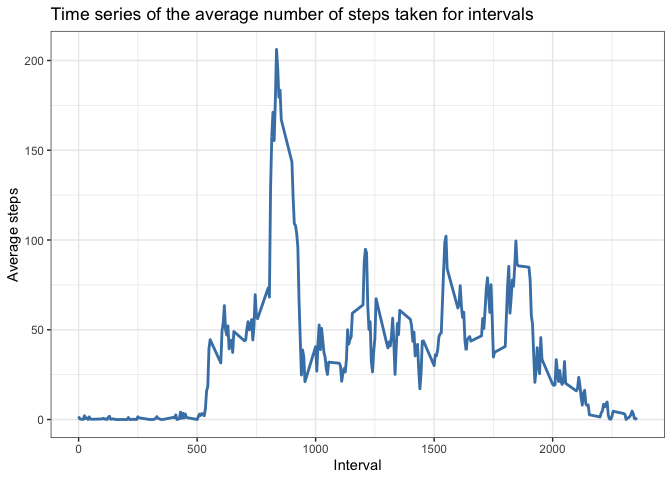 Time series of the average number of steps taken for intervals
200
150
100
50
0
Average steps
0 500 1000 1500 2000
Interval